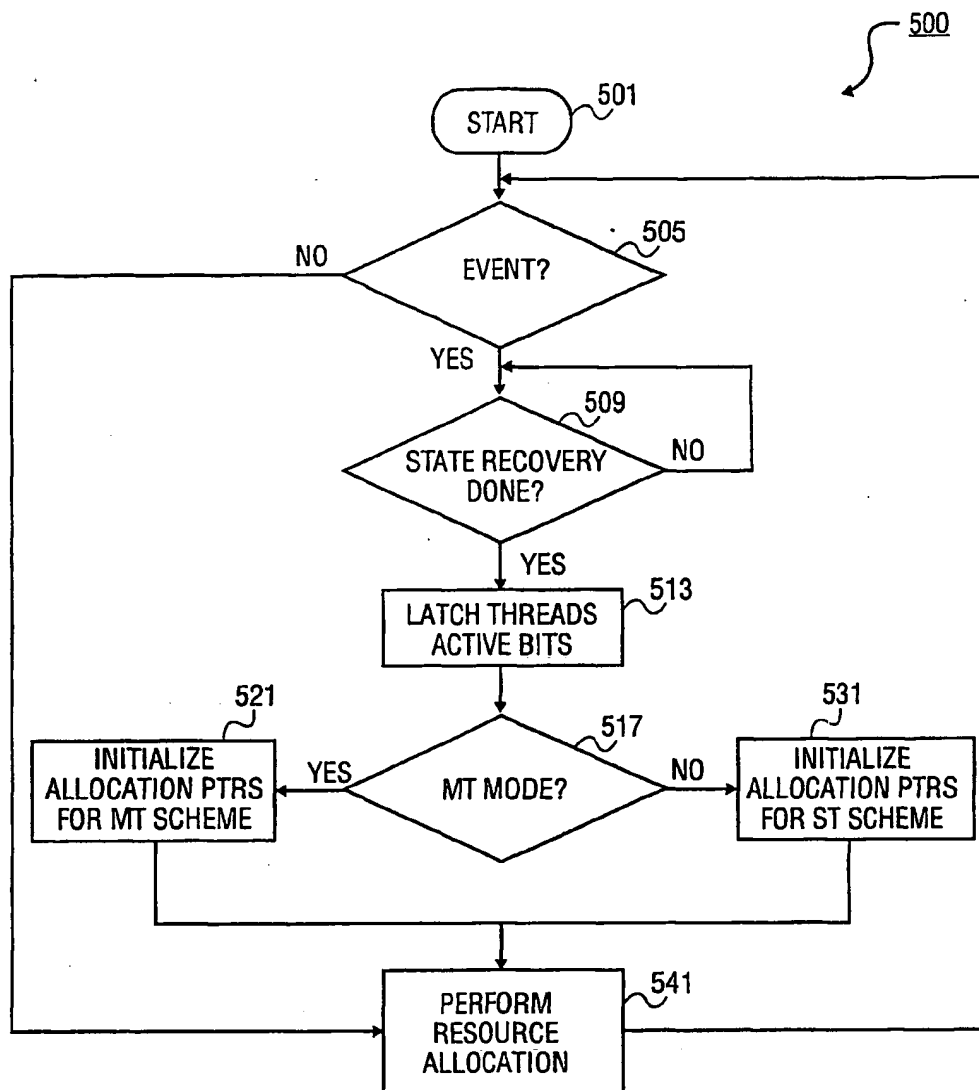 500
START
501
EVENT?
505
NO
YES
STATE RECOVERY
DONE?
509
NO
YES
LATCH THREADS
ACTIVE BITS
513
MT MODE?
517
YES
NO
521
INITIALIZE
ALLOCATION PTRS
FOR MT SCHEME
531
INITIALIZE
ALLOCATION PTRS
FOR ST SCHEME
PERFORM
RESOURCE
ALLOCATION
541